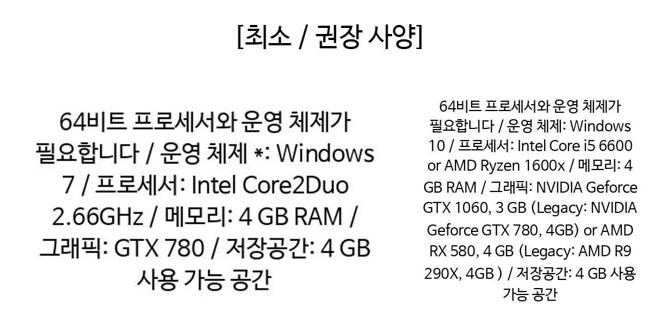 [최소 / 권장 사양]
64비트 프로세서와 운영 체제가
필요합니다 / 운영 체제 *: Windows
7 / 프로세서: Intel Core2Duo
2.66GHz / 메모리: 4 GB RAM /
그래픽: GTX 780 / 저장공간: 4 GB
사용 가능 공간
64비트 프로세서와 운영 체제가
필요합니다 / 운영 체제: Windows
10 / 프로세서: Intel Core i5 6600
or AMD Ryzen 1600x / 메모리: 4
GB RAM / 그래픽: NVIDIA Geforce
GTX 1060, 3 GB (Legacy: NVIDIA
Geforce GTX 780, 4GB) or AMD
RX 580, 4 GB (Legacy: AMD R9
290X, 4GB ) / 저장공간: 4 GB 사용
가능 공간